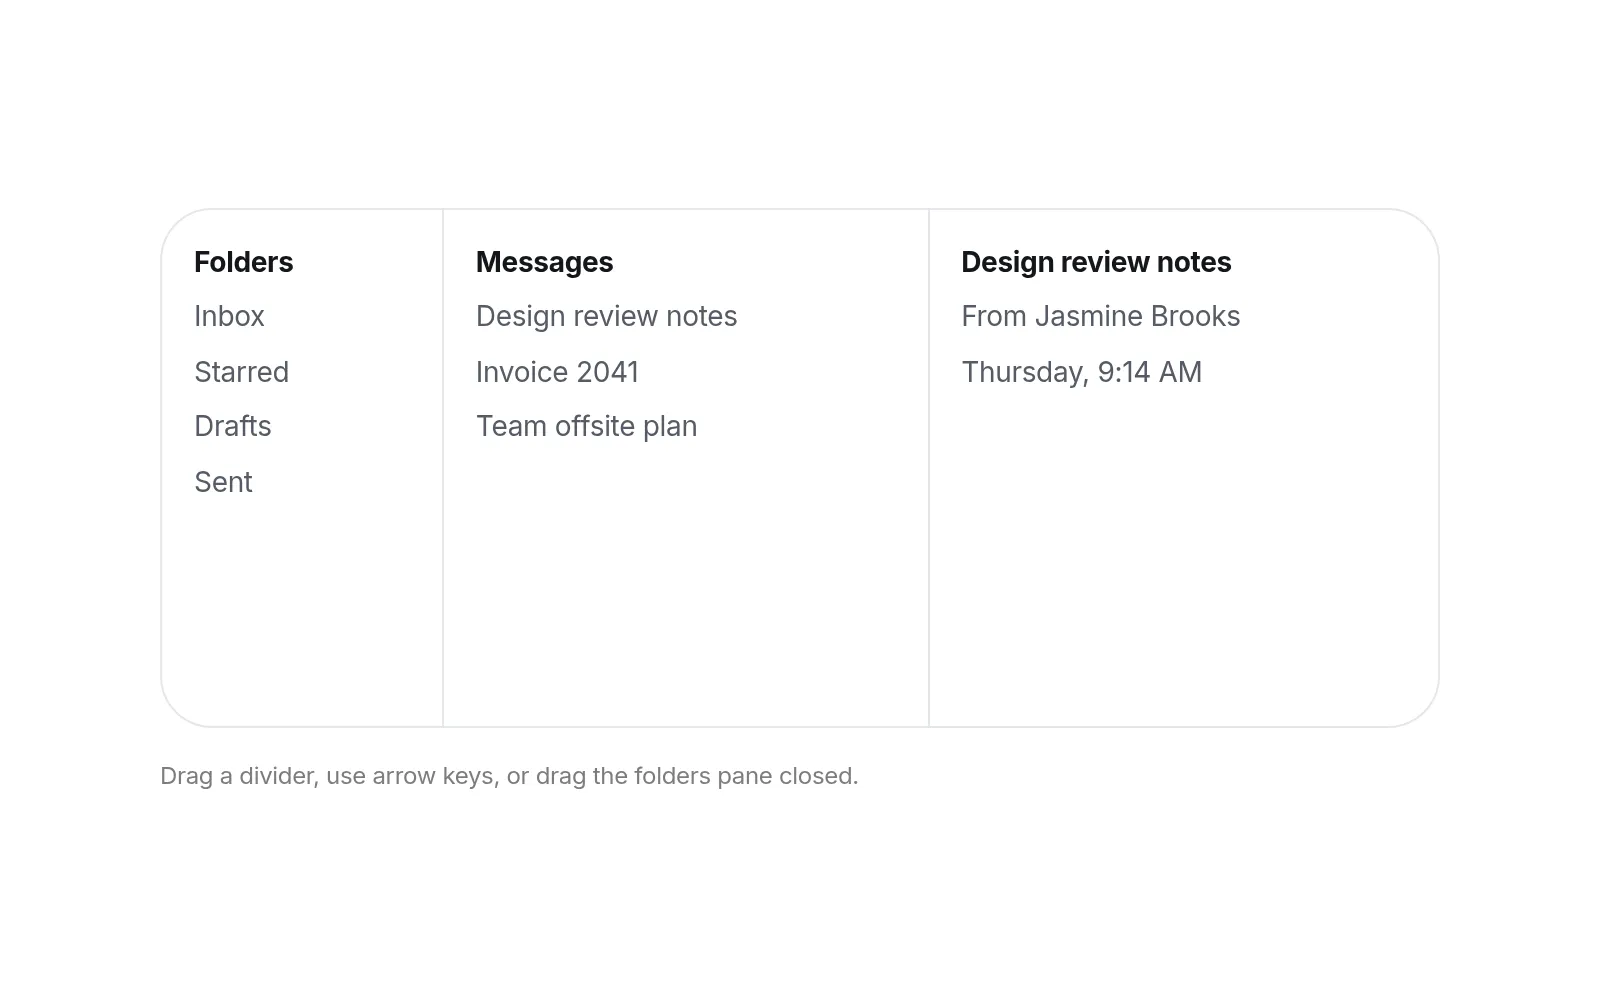 Folders
Inbox
Starred
Drafts
Sent
Messages
Design review notes
Invoice 2041
Team offsite plan
Design review notes
From Jasmine Brooks
Thursday, 9:14 AM
Drag a divider, use arrow keys, or drag the folders pane closed.